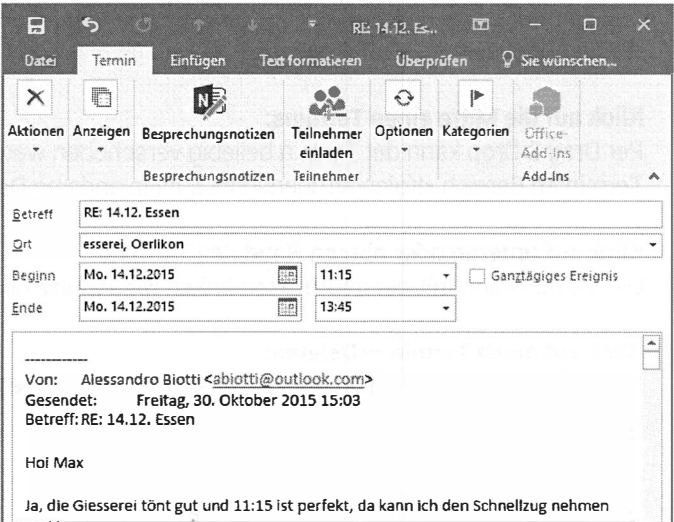 RE: 14.12. Es...
Datei Termin Einfügen Text formatieren Überprüfen Sie wünschen...
Aktionen Anzeigen Besprechungsnotizen Teilnehmer einladen Optionen Kategorien Office-Add-Ins
Besprechungsnotizen Teilnehmer Add-Ins
Betreff RE: 14.12. Essen
Ort esserei, Oerlikon
Beginn Mo. 14.12.2015 11:15 Ganztägiges Ereignis
Ende Mo. 14.12.2015 13:45
------------
Von: Alessandro Biotti <abiotti@outlook.com>
Gesendet: Freitag, 30. Oktober 2015 15:03
Betreff: RE: 14.12. Essen
Hoi Max
Ja, die Giesserei tönt gut und 11:15 ist perfekt, da kann ich den Schnellzug nehmen